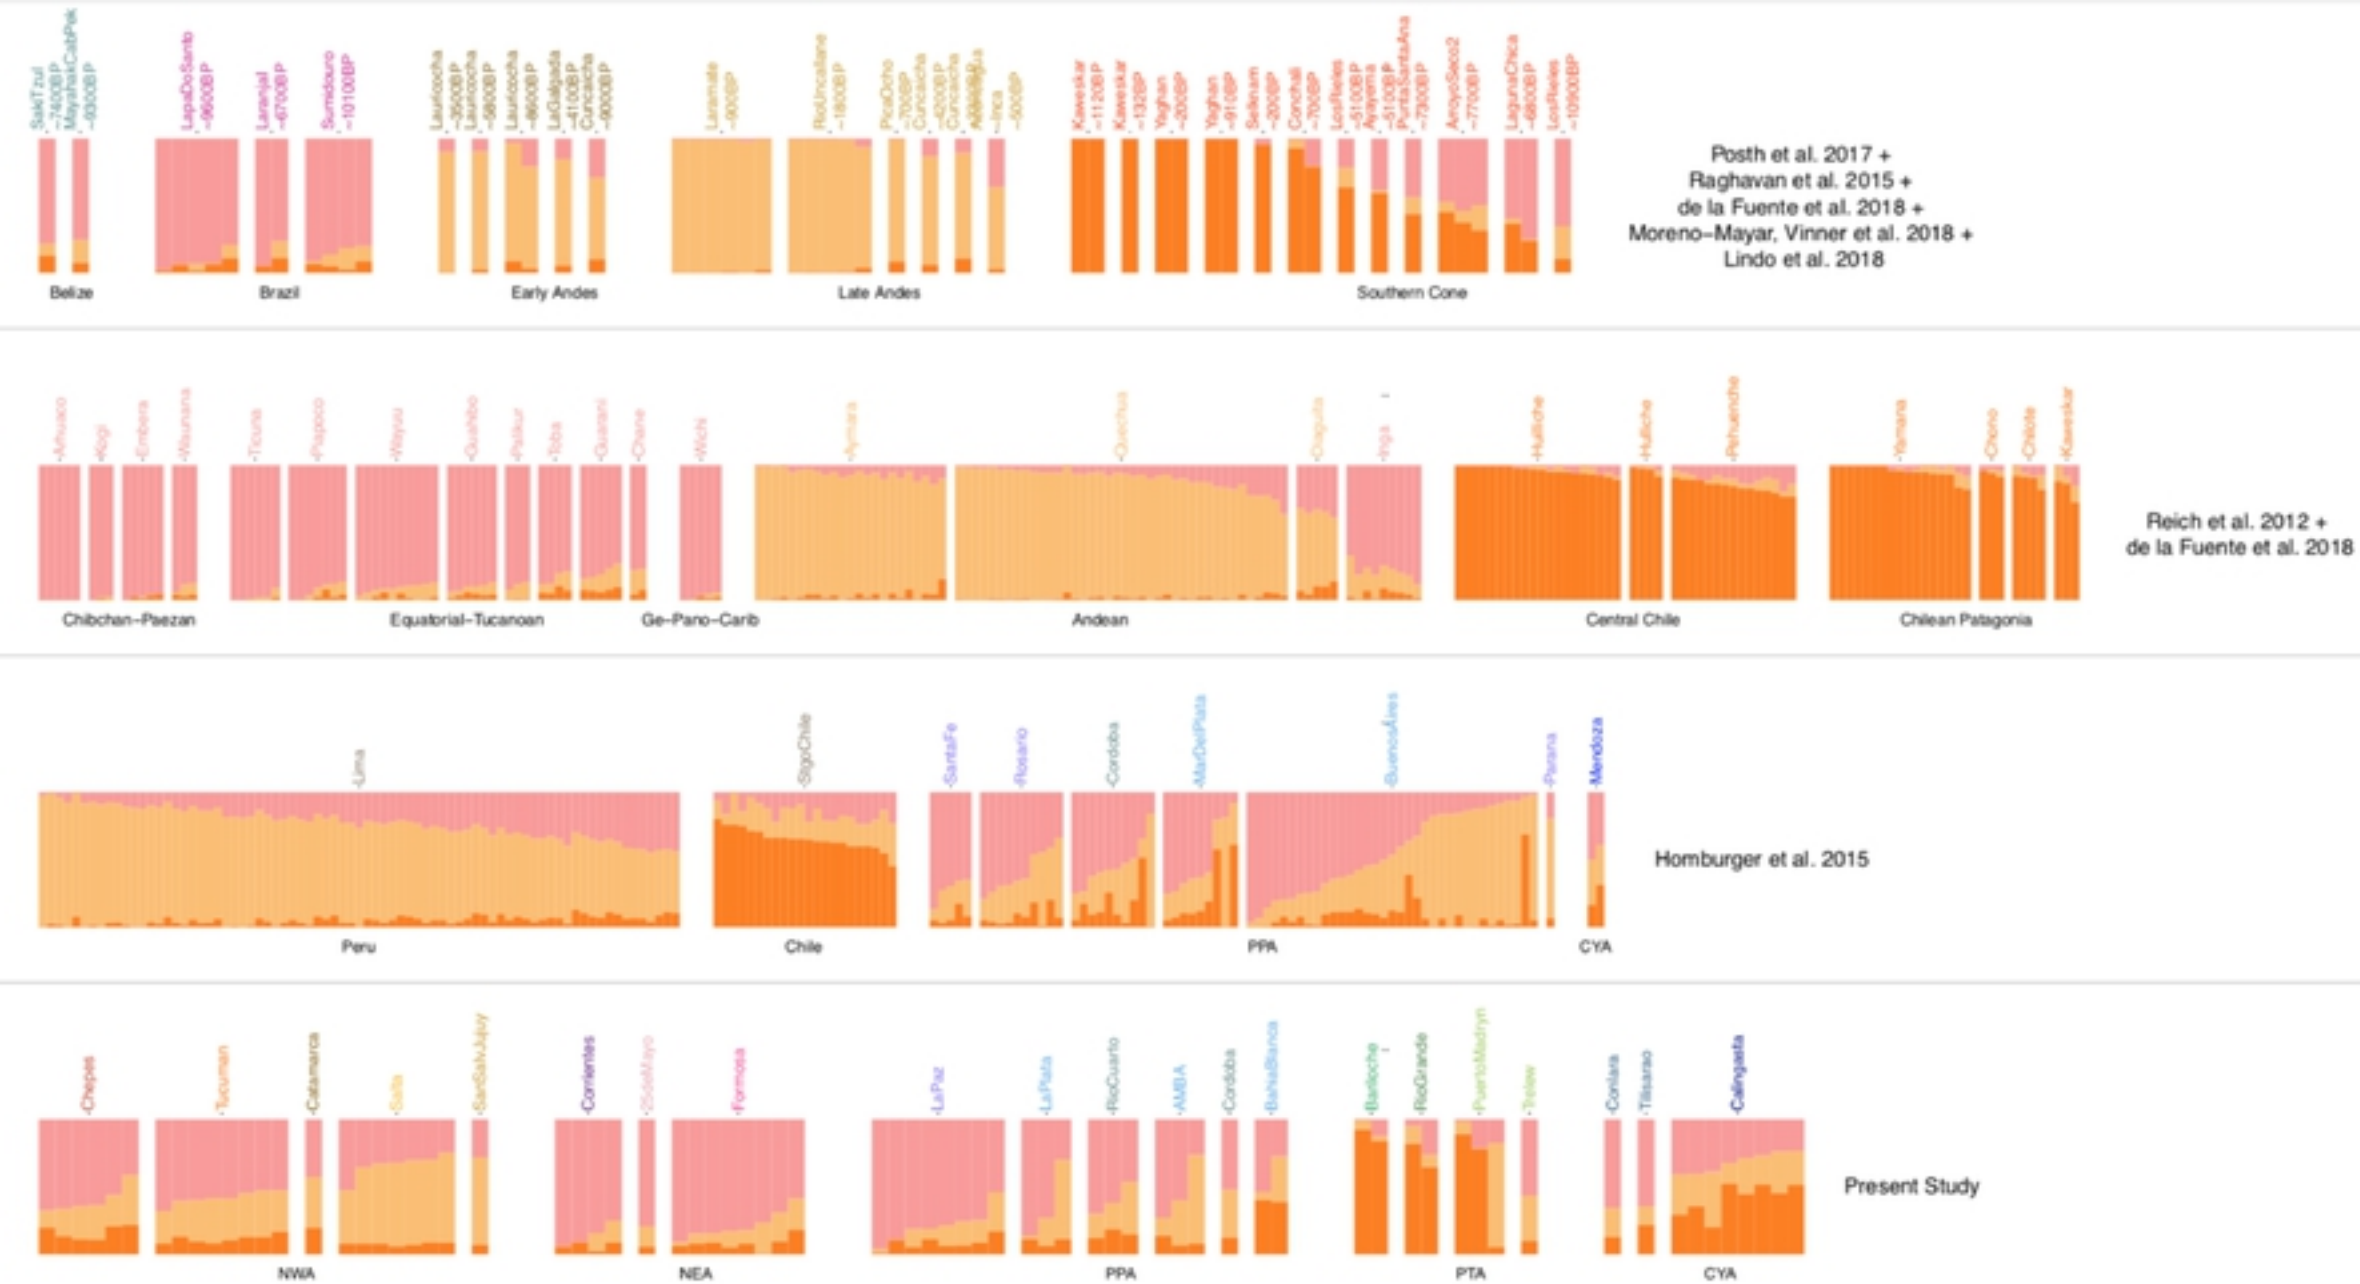 SakiTzul
~7400BP
MayahakCabPek
~9300BP
LapaDoSanto
~9600BP
Laranjal
~6700BP
Sumidouro
~10100BP
Lauricocha
~3500BP
Lauricocha
~5800BP
Lauricocha
~8600BP
LaGalgada
~4100BP
Cuncaicha
~9000BP
Laramate
~900BP
RioUncallane
~1800BP
PicaOcho
~700BP
Cuncaicha
~4200BP
Cuncaicha
Inca
~500BP
Kaweskar
~1120BP
Kaweskar
~132BP
Yaghan
~200BP
Yaghan
~910BP
Selknam
~200BP
Conchali
~700BP
LosRieles
~5100BP
Ayayema
~5100BP
PuntaSantaAna
~7300BP
ArroyoSeco2
~7700BP
LagunaChica
~6800BP
LosRieles
~10900BP
Posth et al. 2017 +
Raghavan et al. 2015 +
de la Fuente et al. 2018 +
Moreno−Mayar, Vinner et al. 2018 +
Lindo et al. 2018
Belize
Brazil
Early Andes
Late Andes
Southern Cone
-Arhuaco
-Kogi
-Embera
-Waunana
-Ticuna
-Piapoco
-Wayuu
-Guahibo
-Palikur
-Toba
-Guarani
-Chane
-Wichi
-Aymara
-Quechua
-Diaguita
-Inga
-Huilliche
-Huilliche
-Pehuenche
-Yamana
-Chono
-Chilote
-Kaweskar
Reich et al. 2012 +
de la Fuente et al. 2018
Chibchan−Paezan
Equatorial−Tucanoan
Ge−Pano−Carib
Andean
Central Chile
Chilean Patagonia
-Lima
-StgoChile
-SantaFe
-Rosario
-Cordoba
-MarDelPlata
-BuenosAires
-Parana
-Mendoza
Homburger et al. 2015
Peru
Chile
PPA
CYA
-Chepes
-Tucuman
-Catamarca
-Salta
-SanSalvJujuy
-Corrientes
-25deMayo
-Formosa
-LaPaz
-LaPlata
-RioCuarto
-AMBA
-Cordoba
-BahiaBlanca
-Bariloche
-RioGrande
-PuertoMadryn
-Trelew
-Conlara
-Tilisarao
-Calingasta
Present Study
NWA
NEA
PPA
PTA
CYA